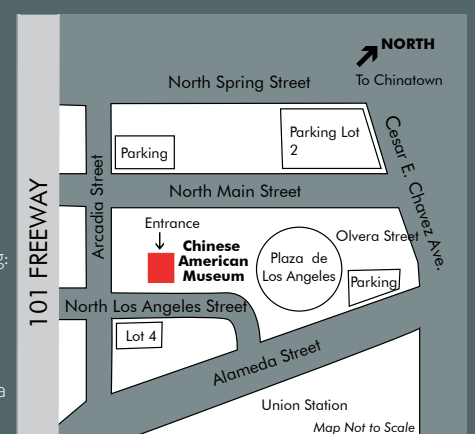 NORTH
To Chinatown
North Spring Street
Parking
Parking Lot
2
Cesar E. Chavez Ave.
Arcadia Street
101 FREEWAY
North Main Street
Entrance
Chinese
American
Museum
Plaza de
Los Angeles
Olvera Street
Parking
g:
North Los Angeles Street
Lot 4
Alameda Street
a
Union Station
Map Not to Scale